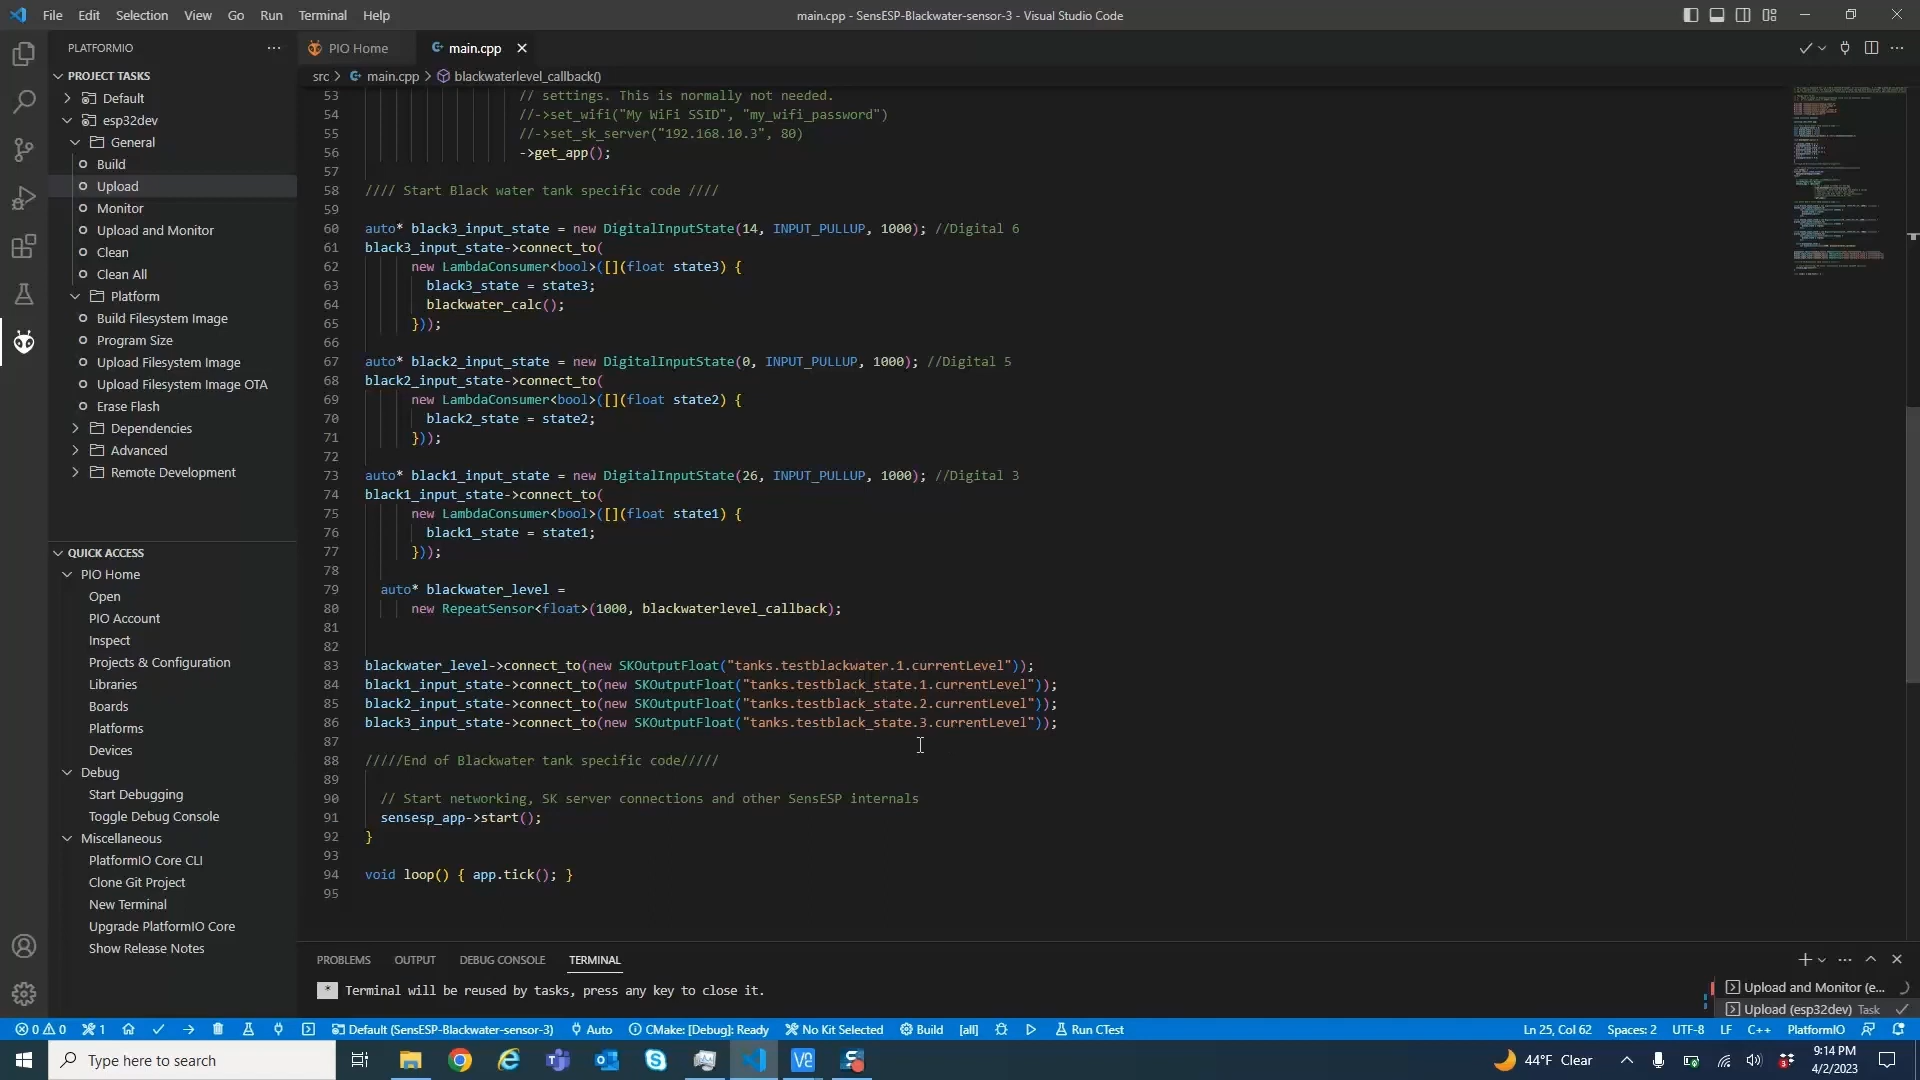 File Edit Selection View Go Run Terminal Help
main.cpp - SensESP-Blackwater-sensor-3 - Visual Studio Code
PLATFORMIO
PROJECT TASKS
Default
esp32dev
General
Build
Upload
Monitor
Upload and Monitor
Clean
Clean All
Platform
Build Filesystem Image
Program Size
Upload Filesystem Image
Upload Filesystem Image OTA
Erase Flash
Dependencies
Advanced
Remote Development
QUICK ACCESS
PIO Home
Open
PIO Account
Inspect
Projects & Configuration
Libraries
Boards
Platforms
Devices
Debug
Start Debugging
Toggle Debug Console
Miscellaneous
PlatformIO Core CLI
Clone Git Project
New Terminal
Upgrade PlatformIO Core
Show Release Notes
PIO Home main.cpp
src > main.cpp > blackwaterlevel_callback()
53 // settings. This is normally not needed.
54 //->set_wifi("My WiFi SSID", "my_wifi_password")
55 //->set_sk_server("192.168.10.3", 80)
56 ->get_app();
57
58 //// Start Black water tank specific code ////
59
60 auto* black3_input_state = new DigitalInputState(14, INPUT_PULLUP, 1000); //Digital 6
61 black3_input_state->connect_to(
62 new LambdaConsumer<bool>([](float state3) {
63 black3_state = state3;
64 blackwater_calc();
65 }));
66
67 auto* black2_input_state = new DigitalInputState(0, INPUT_PULLUP, 1000); //Digital 5
68 black2_input_state->connect_to(
69 new LambdaConsumer<bool>([](float state2) {
70 black2_state = state2;
71 }));
72
73 auto* black1_input_state = new DigitalInputState(26, INPUT_PULLUP, 1000); //Digital 3
74 black1_input_state->connect_to(
75 new LambdaConsumer<bool>([](float state1) {
76 black1_state = state1;
77 }));
78
79 auto* blackwater_level =
80 new RepeatSensor<float>(1000, blackwaterlevel_callback);
81
82
83 blackwater_level->connect_to(new SKOutputFloat("tanks.testblackwater.1.currentLevel"));
84 black1_input_state->connect_to(new SKOutputFloat("tanks.testblack_state.1.currentLevel"));
85 black2_input_state->connect_to(new SKOutputFloat("tanks.testblack_state.2.currentLevel"));
86 black3_input_state->connect_to(new SKOutputFloat("tanks.testblack_state.3.currentLevel"));
87
88 /////End of Blackwater tank specific code/////
89
90 // Start networking, SK server connections and other SensESP internals
91 sensesp_app->start();
92 }
93
94 void loop() { app.tick(); }
95
PROBLEMS OUTPUT DEBUG CONSOLE TERMINAL
* Terminal will be reused by tasks, press any key to close it.
Upload and Monitor (e...
Upload (esp32dev) Task
0 0 1 Default (SensESP-Blackwater-sensor-3) Auto CMake: [Debug]: Ready No Kit Selected Build [all] Run CTest Ln 25, Col 62 Spaces: 2 UTF-8 LF C++ PlatformIO
Type here to search
44°F Clear
9:14 PM
4/2/2023